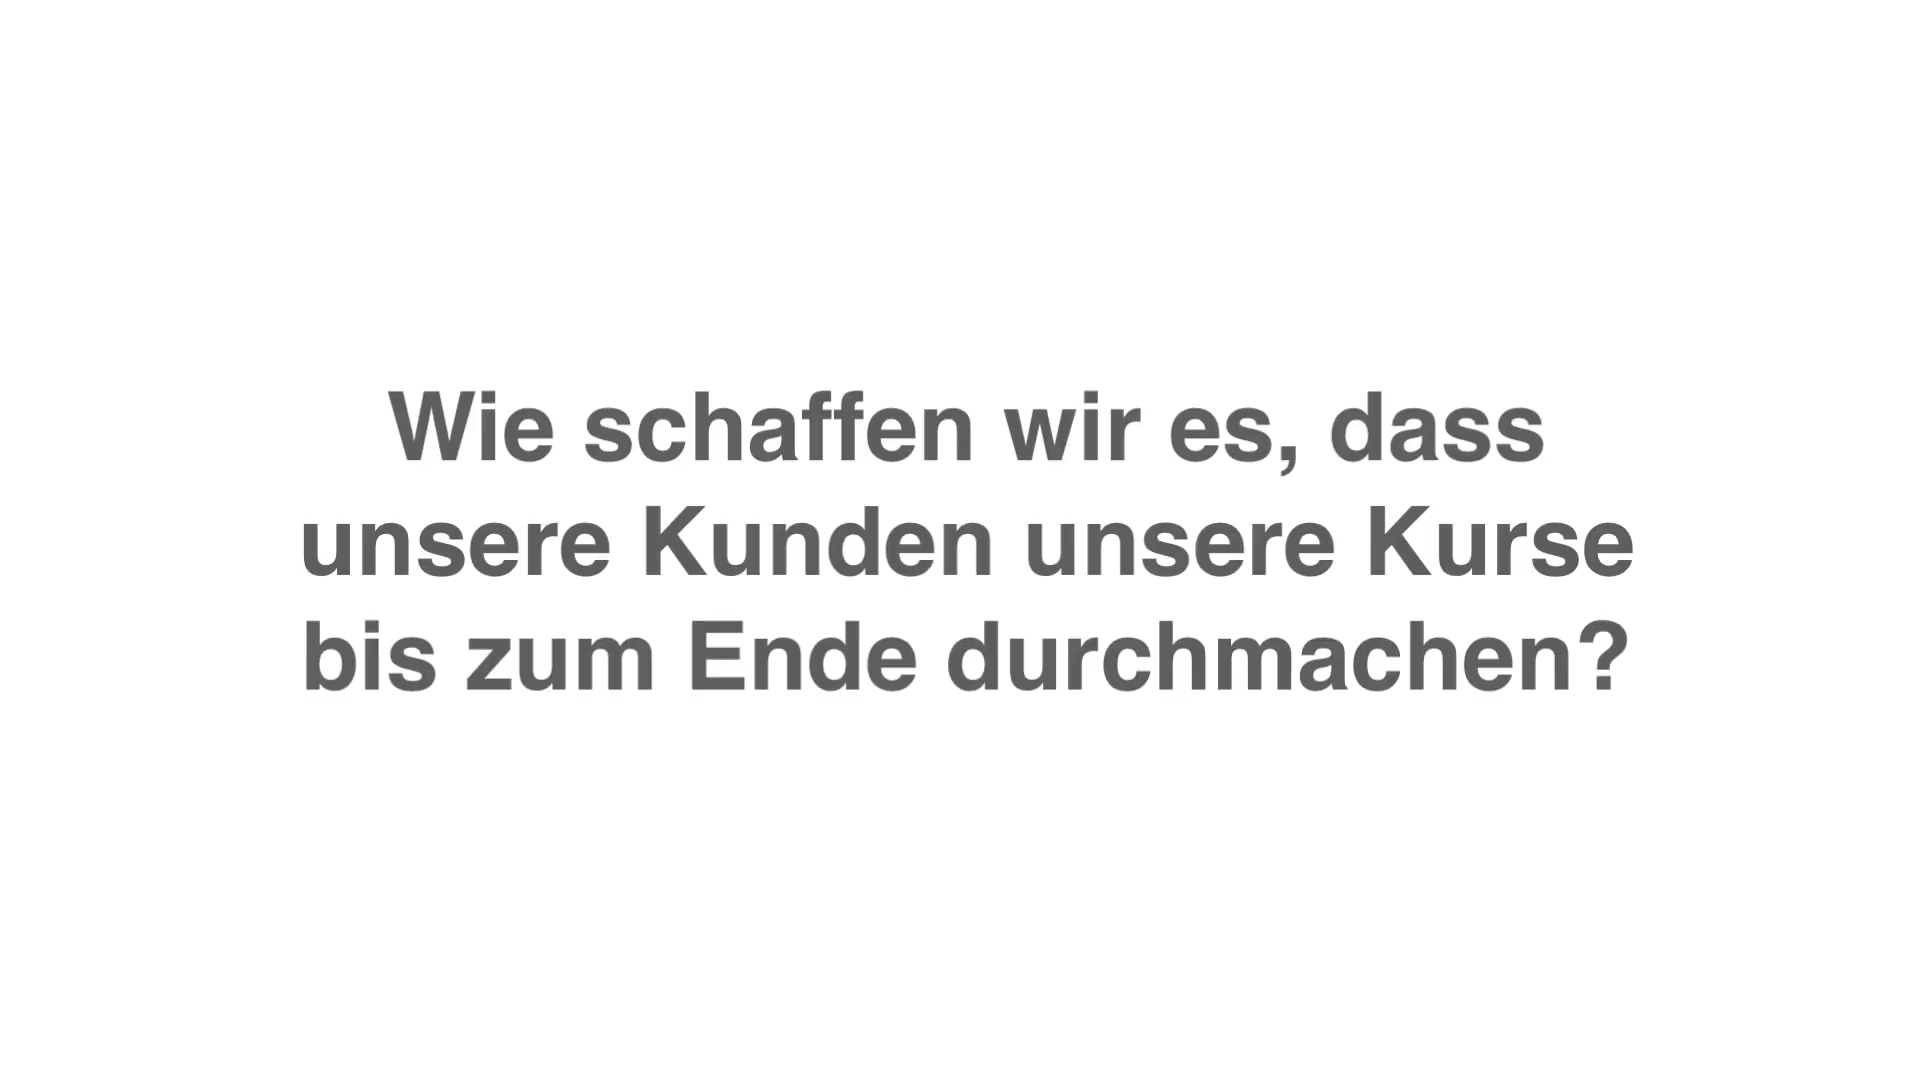 Wie schaffen wir es, dass
unsere Kunden unsere Kurse
bis zum Ende durchmachen?